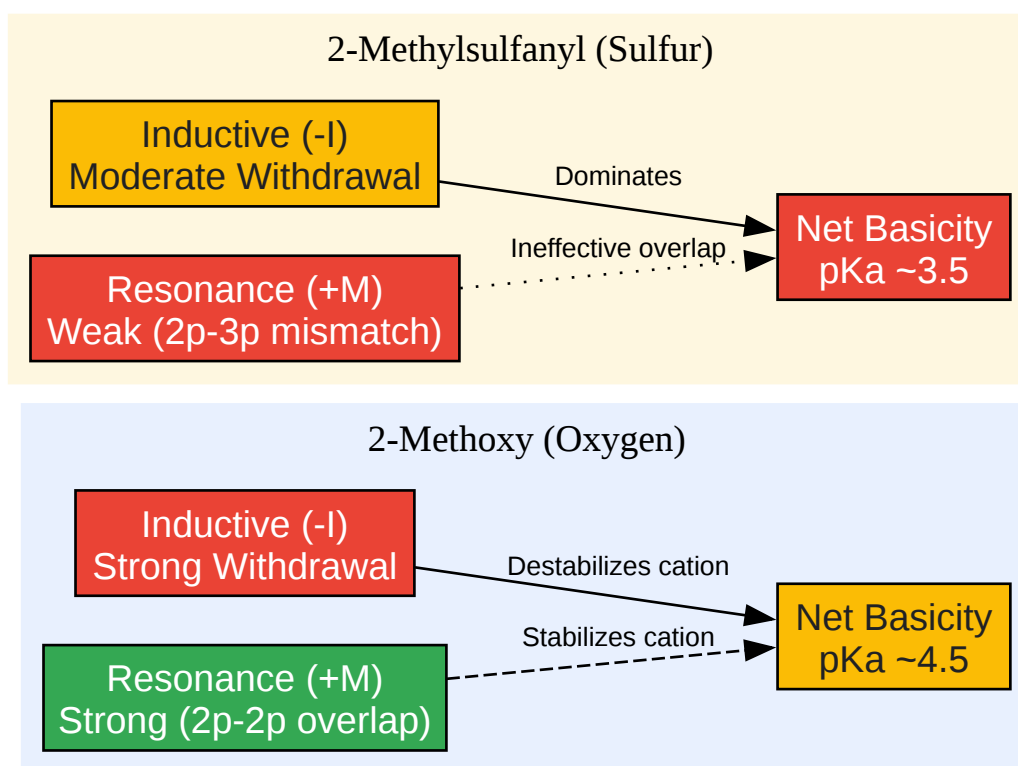 2-Methylsulfanyl (Sulfur)
Inductive (-I)
Moderate Withdrawal
Dominates
Ineffective overlap
Resonance (+M)
Weak (2p-3p mismatch)
Net Basicity
pKa ~3.5
2-Methoxy (Oxygen)
Inductive (-I)
Strong Withdrawal
Destabilizes cation
Stabilizes cation
Resonance (+M)
Strong (2p-2p overlap)
Net Basicity
pKa ~4.5